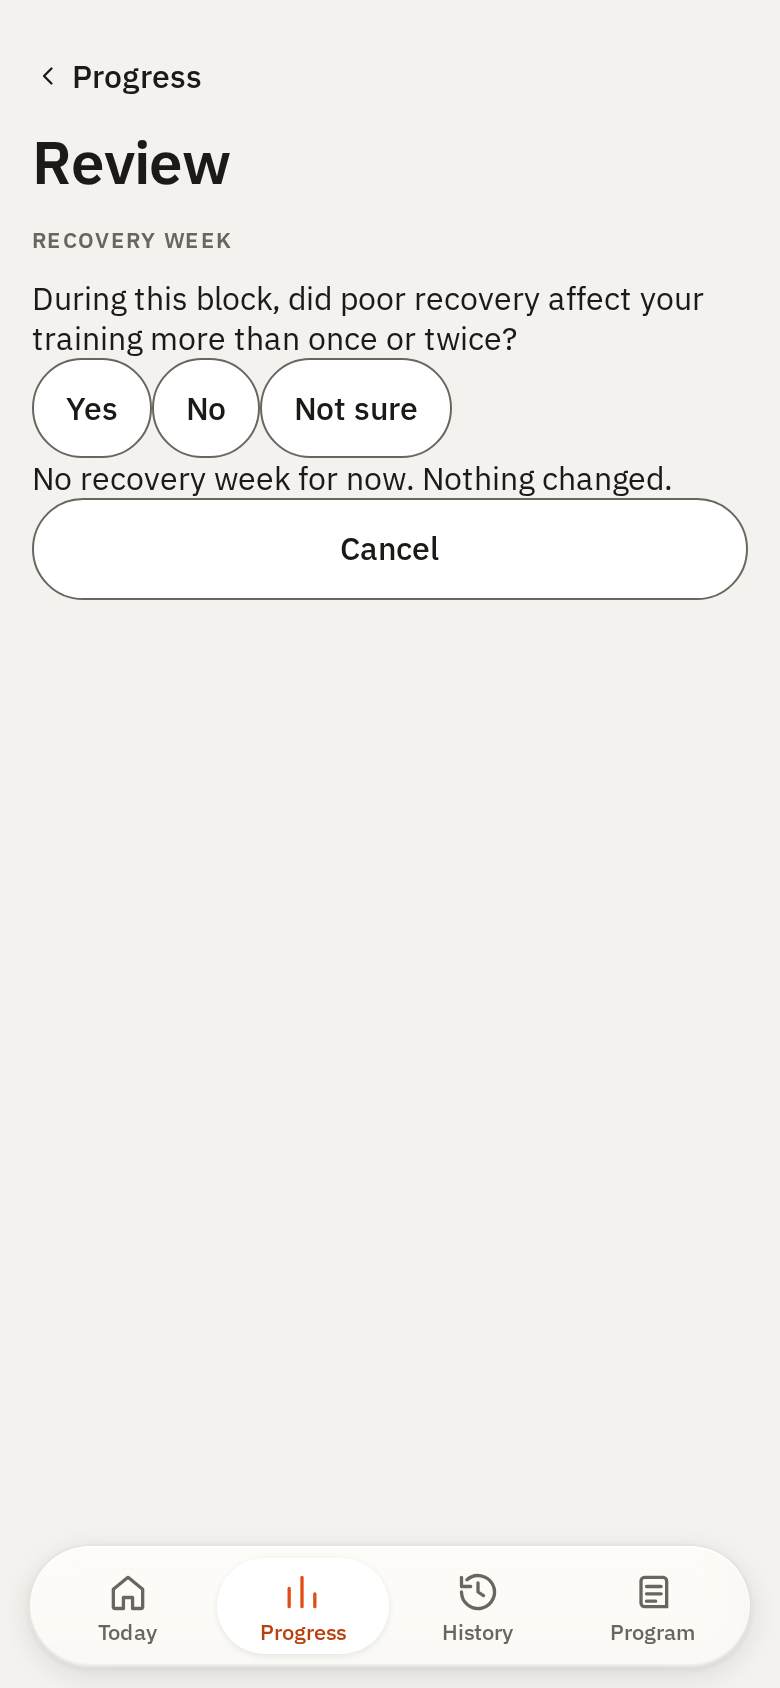 Progress
Review
RECOVERY WEEK
During this block, did poor recovery affect your
training more than once or twice?
Yes No Not sure
No recovery week for now. Nothing changed.
Cancel
Today Progress History Program